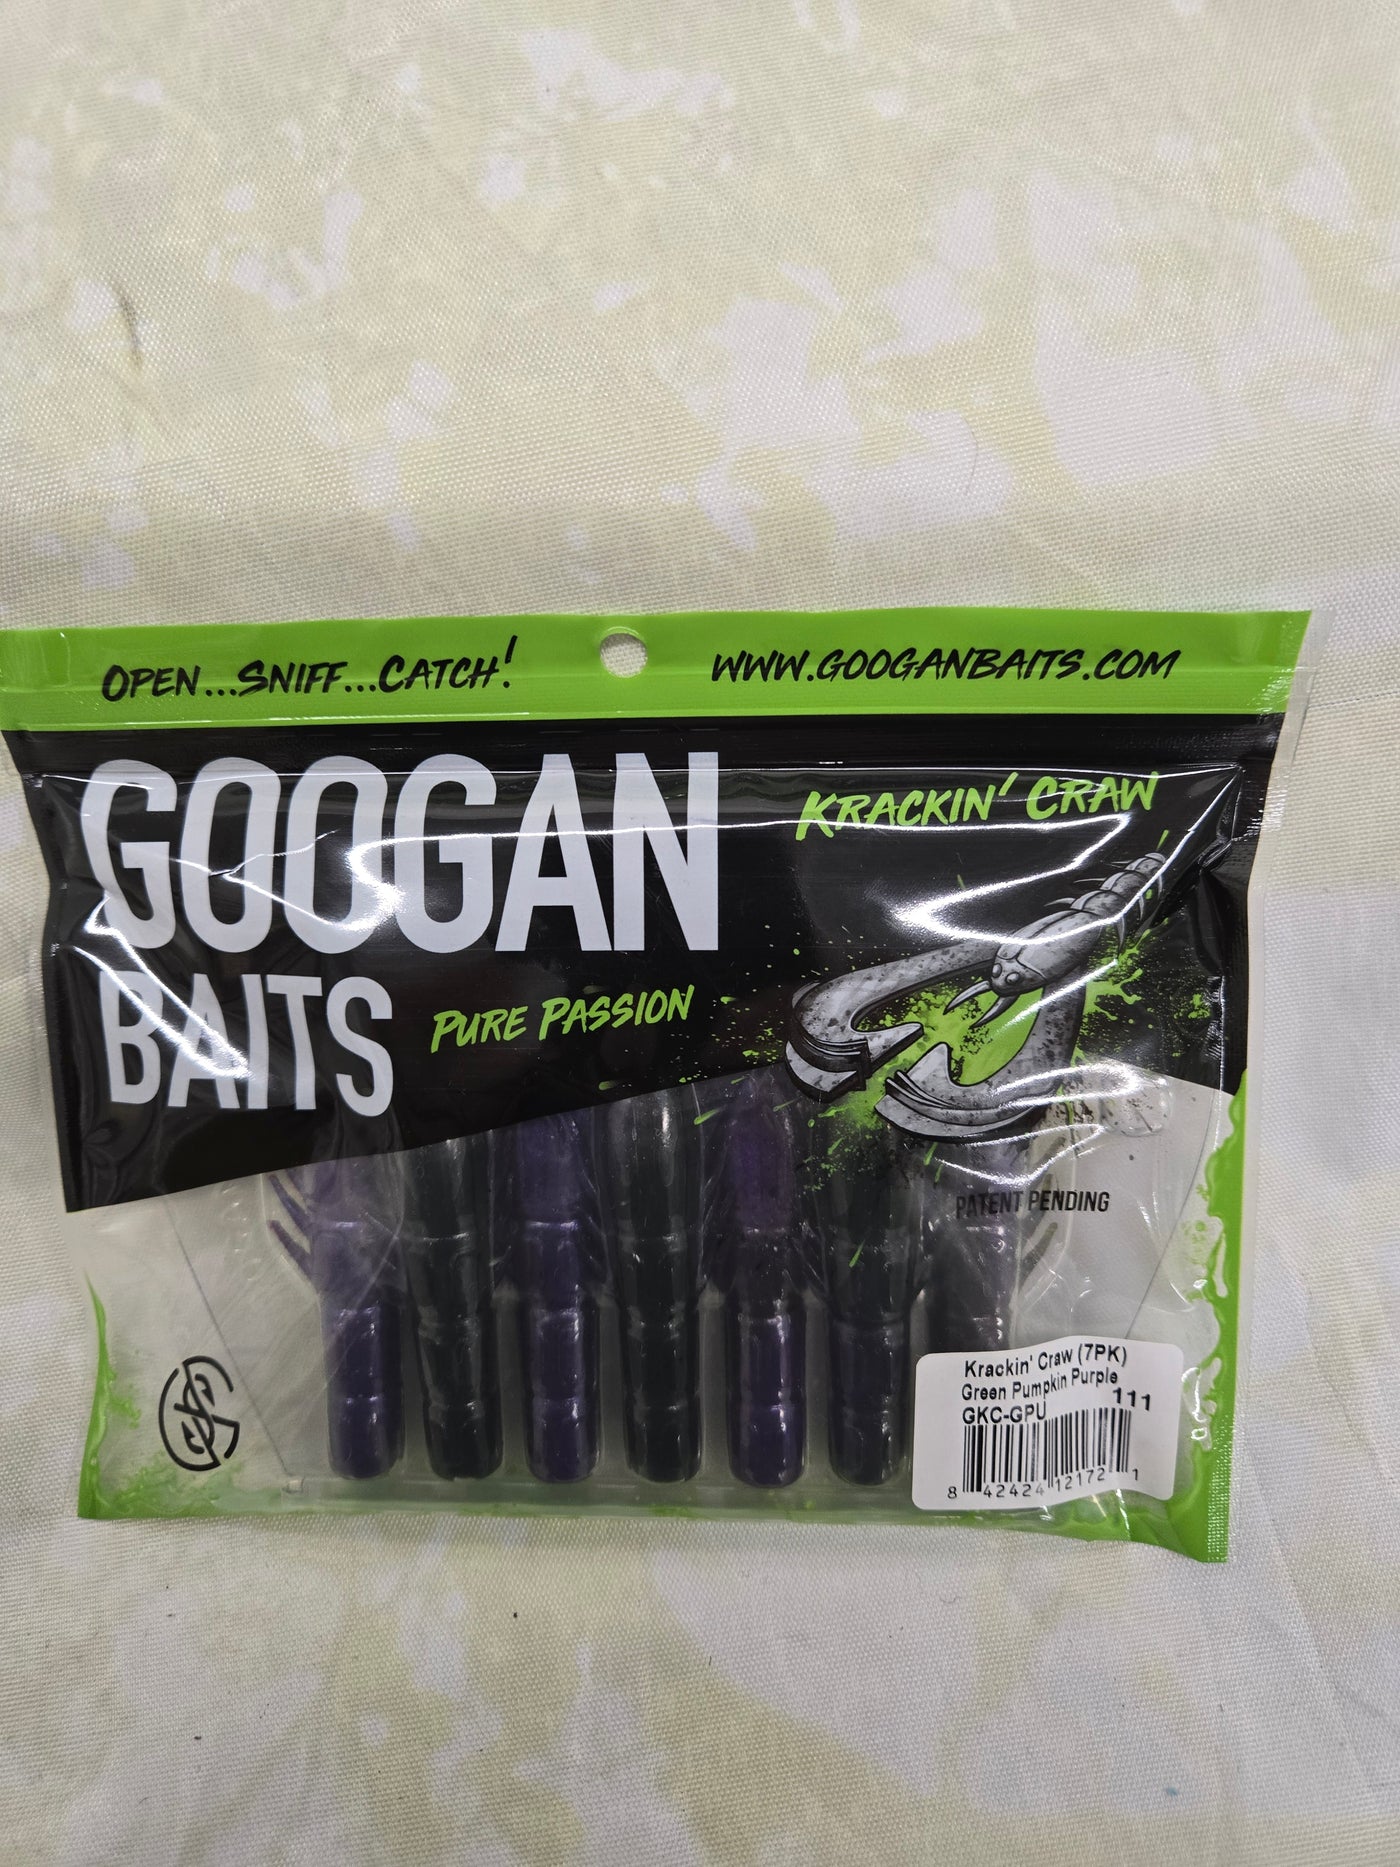 OPEN...SNIFF...CATCH!
WWW.GOOGANBAITS.COM
GOOGAN
BAITS
PURE PASSION
KRACKIN' CRAW
PATENT PENDING
Krackin' Craw (7PK)
Green Pumpkin Purple
111
GKC-GPU
8 42424 12172 1